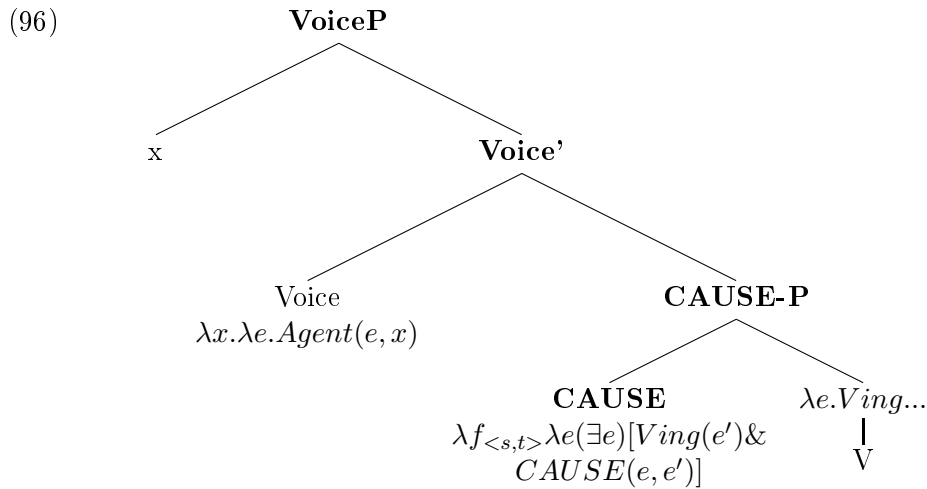 (96) VoiceP
x Voice'
Voice CAUSE-P
λx.λe.Agent(e, x)
CAUSE λe.Ving...
λf<s,t>λe(∃e)[Ving(e′)&
CAUSE(e, e′)] V